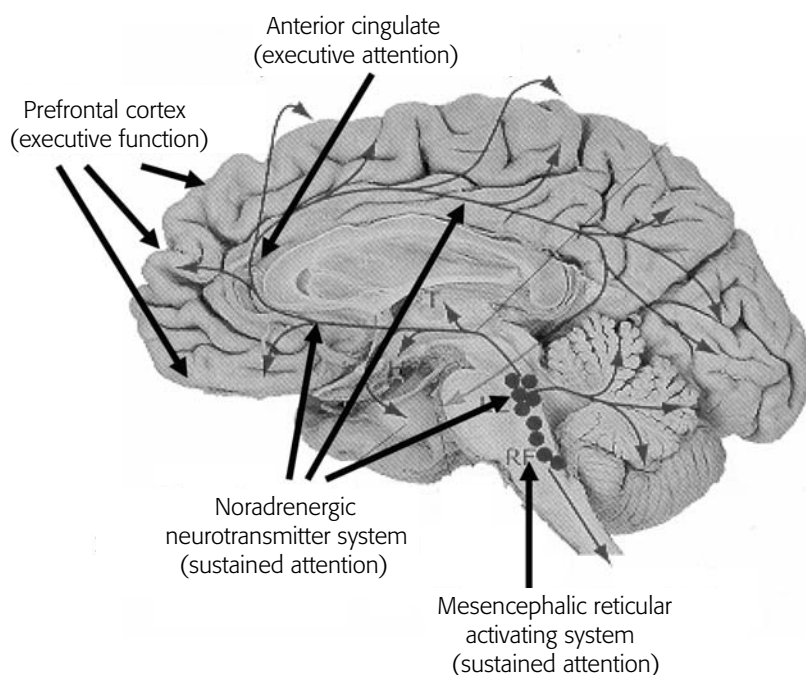 Anterior cingulate
(executive attention)
Prefrontal cortex
(executive function)
T
RF
Noradrenergic
neurotransmitter system
(sustained attention)
Mesencephalic reticular
activating system
(sustained attention)